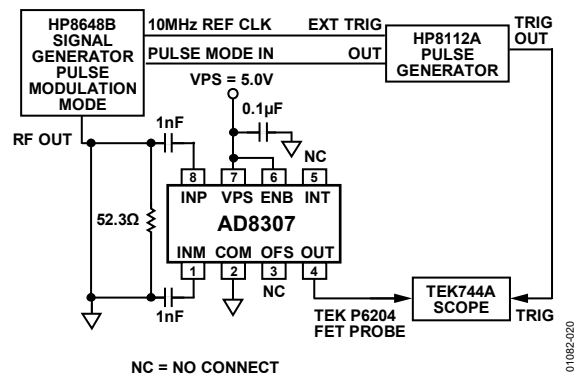 HP8648B
SIGNAL
GENERATOR
PULSE
MODULATION
MODE
10MHz REF CLK
EXT TRIG
PULSE MODE IN
OUT
HP8112A
PULSE
GENERATOR
TRIG
OUT
VPS = 5.0V
0.1µF
RF OUT
1nF
NC
8
7
6
5
INP
VPS
ENB
INT
52.3Ω
AD8307
INM
COM
OFS
OUT
1
2
3
4
NC
1nF
TEK P6204
FET PROBE
TEK744A
SCOPE
TRIG
NC = NO CONNECT
01082-020